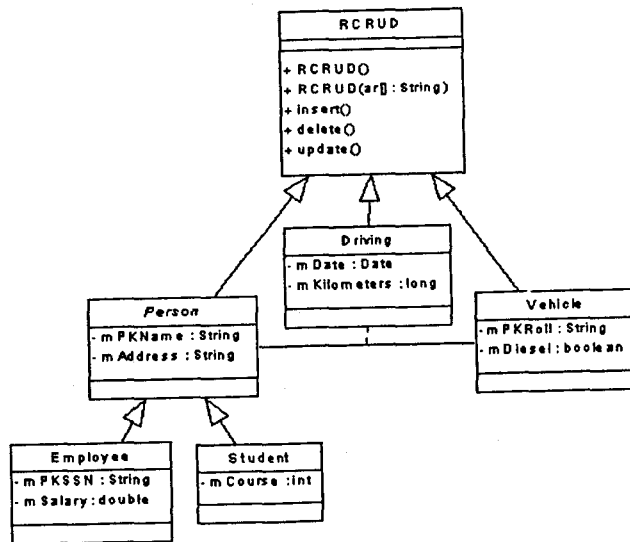 RCRUD
+ RCRUD()
+ RCRUD(ar[] : String)
+ insert()
+ delete()
+ update()
Driving
- mDate : Date
- mKilometers : long
Person
- mPKName : String
- mAddress : String
Vehicle
- mPKRoll : String
- mDiesel : boolean
Employee
- mPKSSN : String
- mSalary : double
Student
- mCourse : int